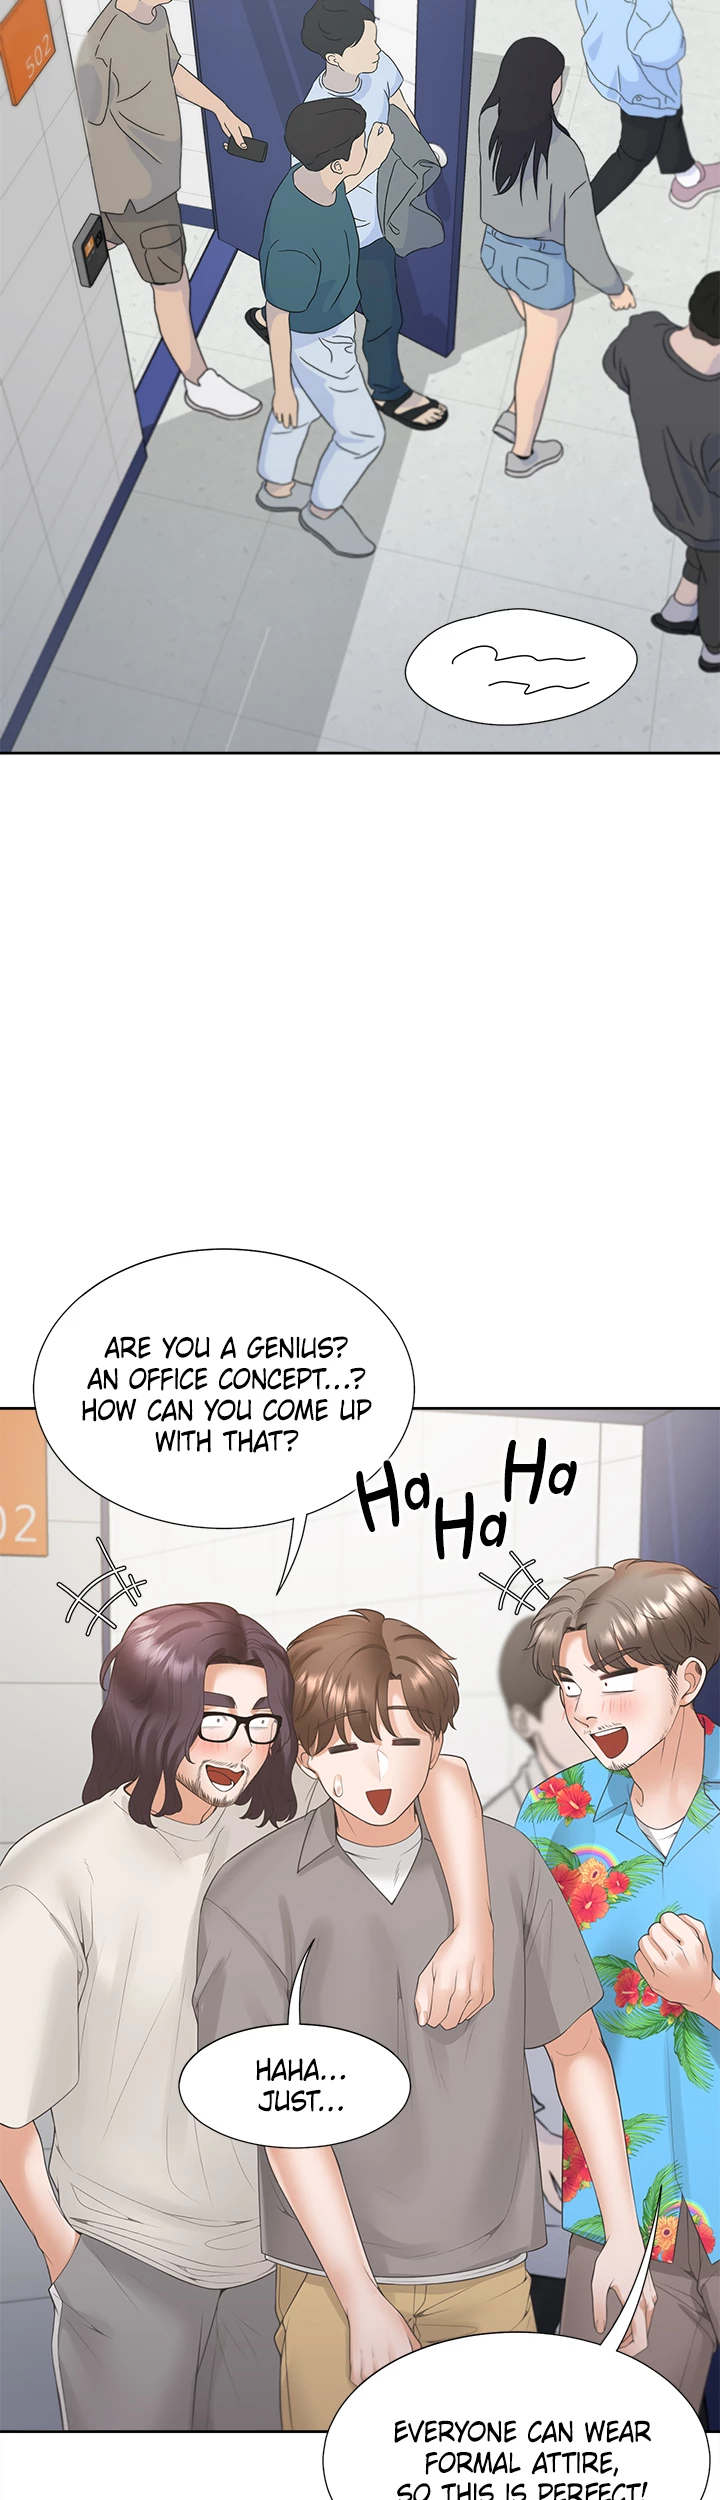 502
ARE YOU A GENIUS?
AN OFFICE CONCEPT...?
HOW CAN YOU COME UP
WITH THAT?
Ha Ha Ha
02
HAHA...
JUST...
EVERYONE CAN WEAR
FORMAL ATTIRE,
SO THIS IS PERFECT!